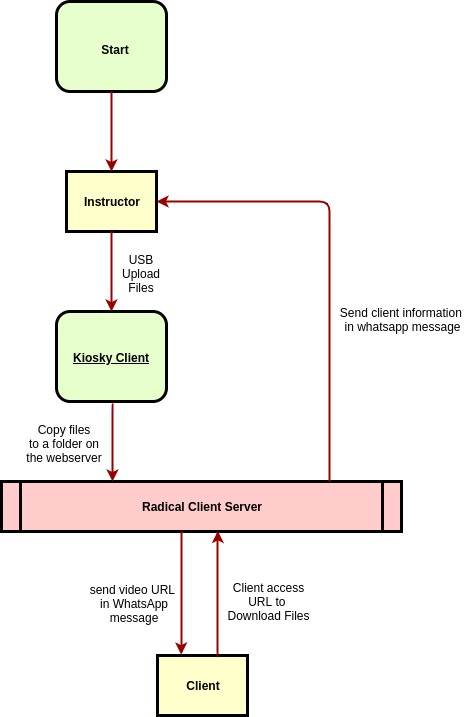 Start
Instructor
USB
Upload
Files
Send client information
in whatsapp message
Kiosky Client
Copy files
to a folder on
the webserver
Radical Client Server
send video URL
in WhatsApp
message
Client access
URL to
Download Files
Client